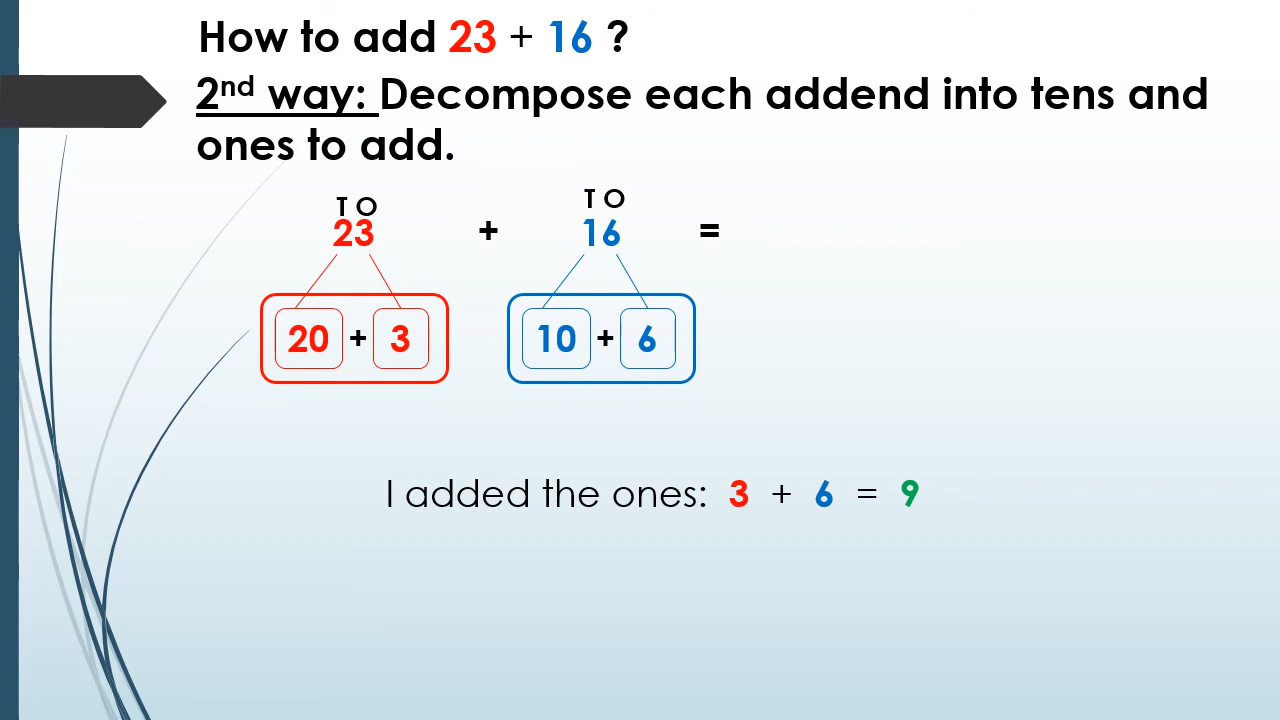 How to add 23 + 16 ?
2nd way: Decompose each addend into tens and
ones to add.
T O T O
23 + 16 =
20 + 3 10 + 6
I added the ones: 3 + 6 = 9